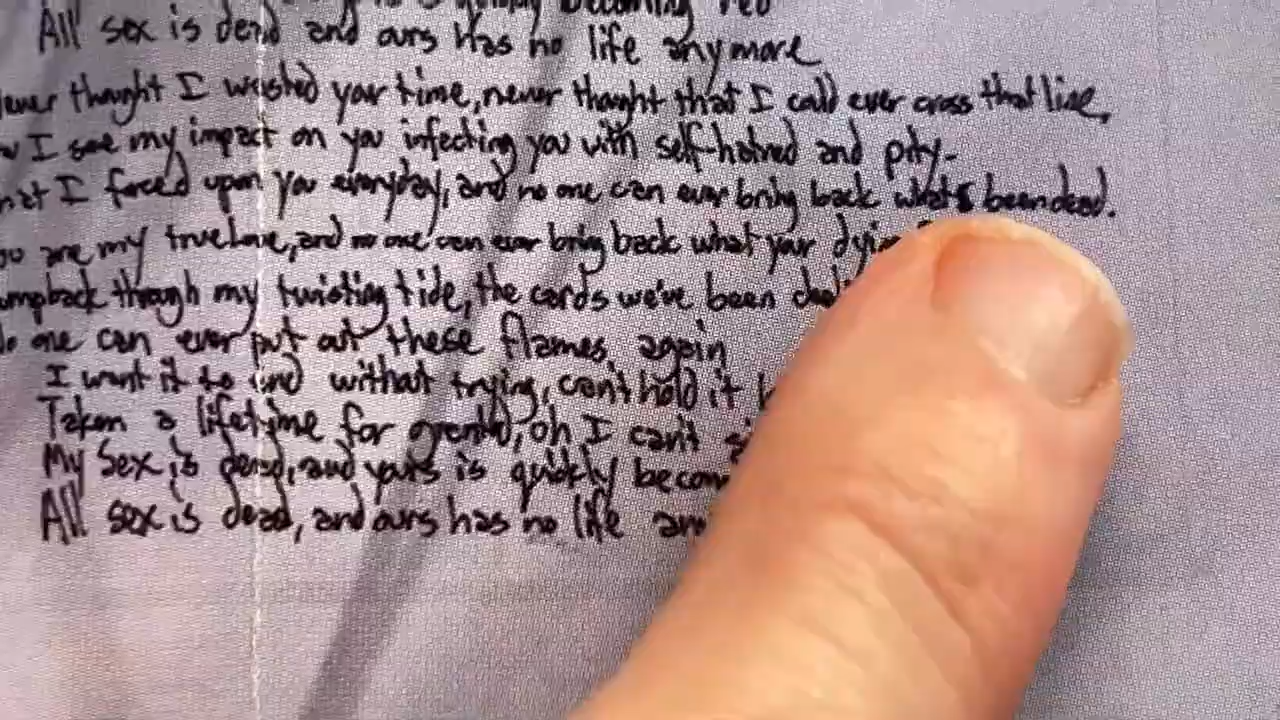 becoming red
All sex is dead and ours has no life anymore
never thought I wasted your time, never thought that I could ever cross that line,
I see my impact on you infecting you with self-hatred and pity-
I forced upon you everyday, and no one can ever bring back what's been dead.
are my true love, and no one can ever bring back what your dying
back through my twisting tide, the cards we've been
one can ever put out these flames again
I want it to end without trying, can't hold it
Taken a lifetime for granted, oh I can't
My sex is dead, and yours is quickly becom
All sex is dead, and ours has no life an